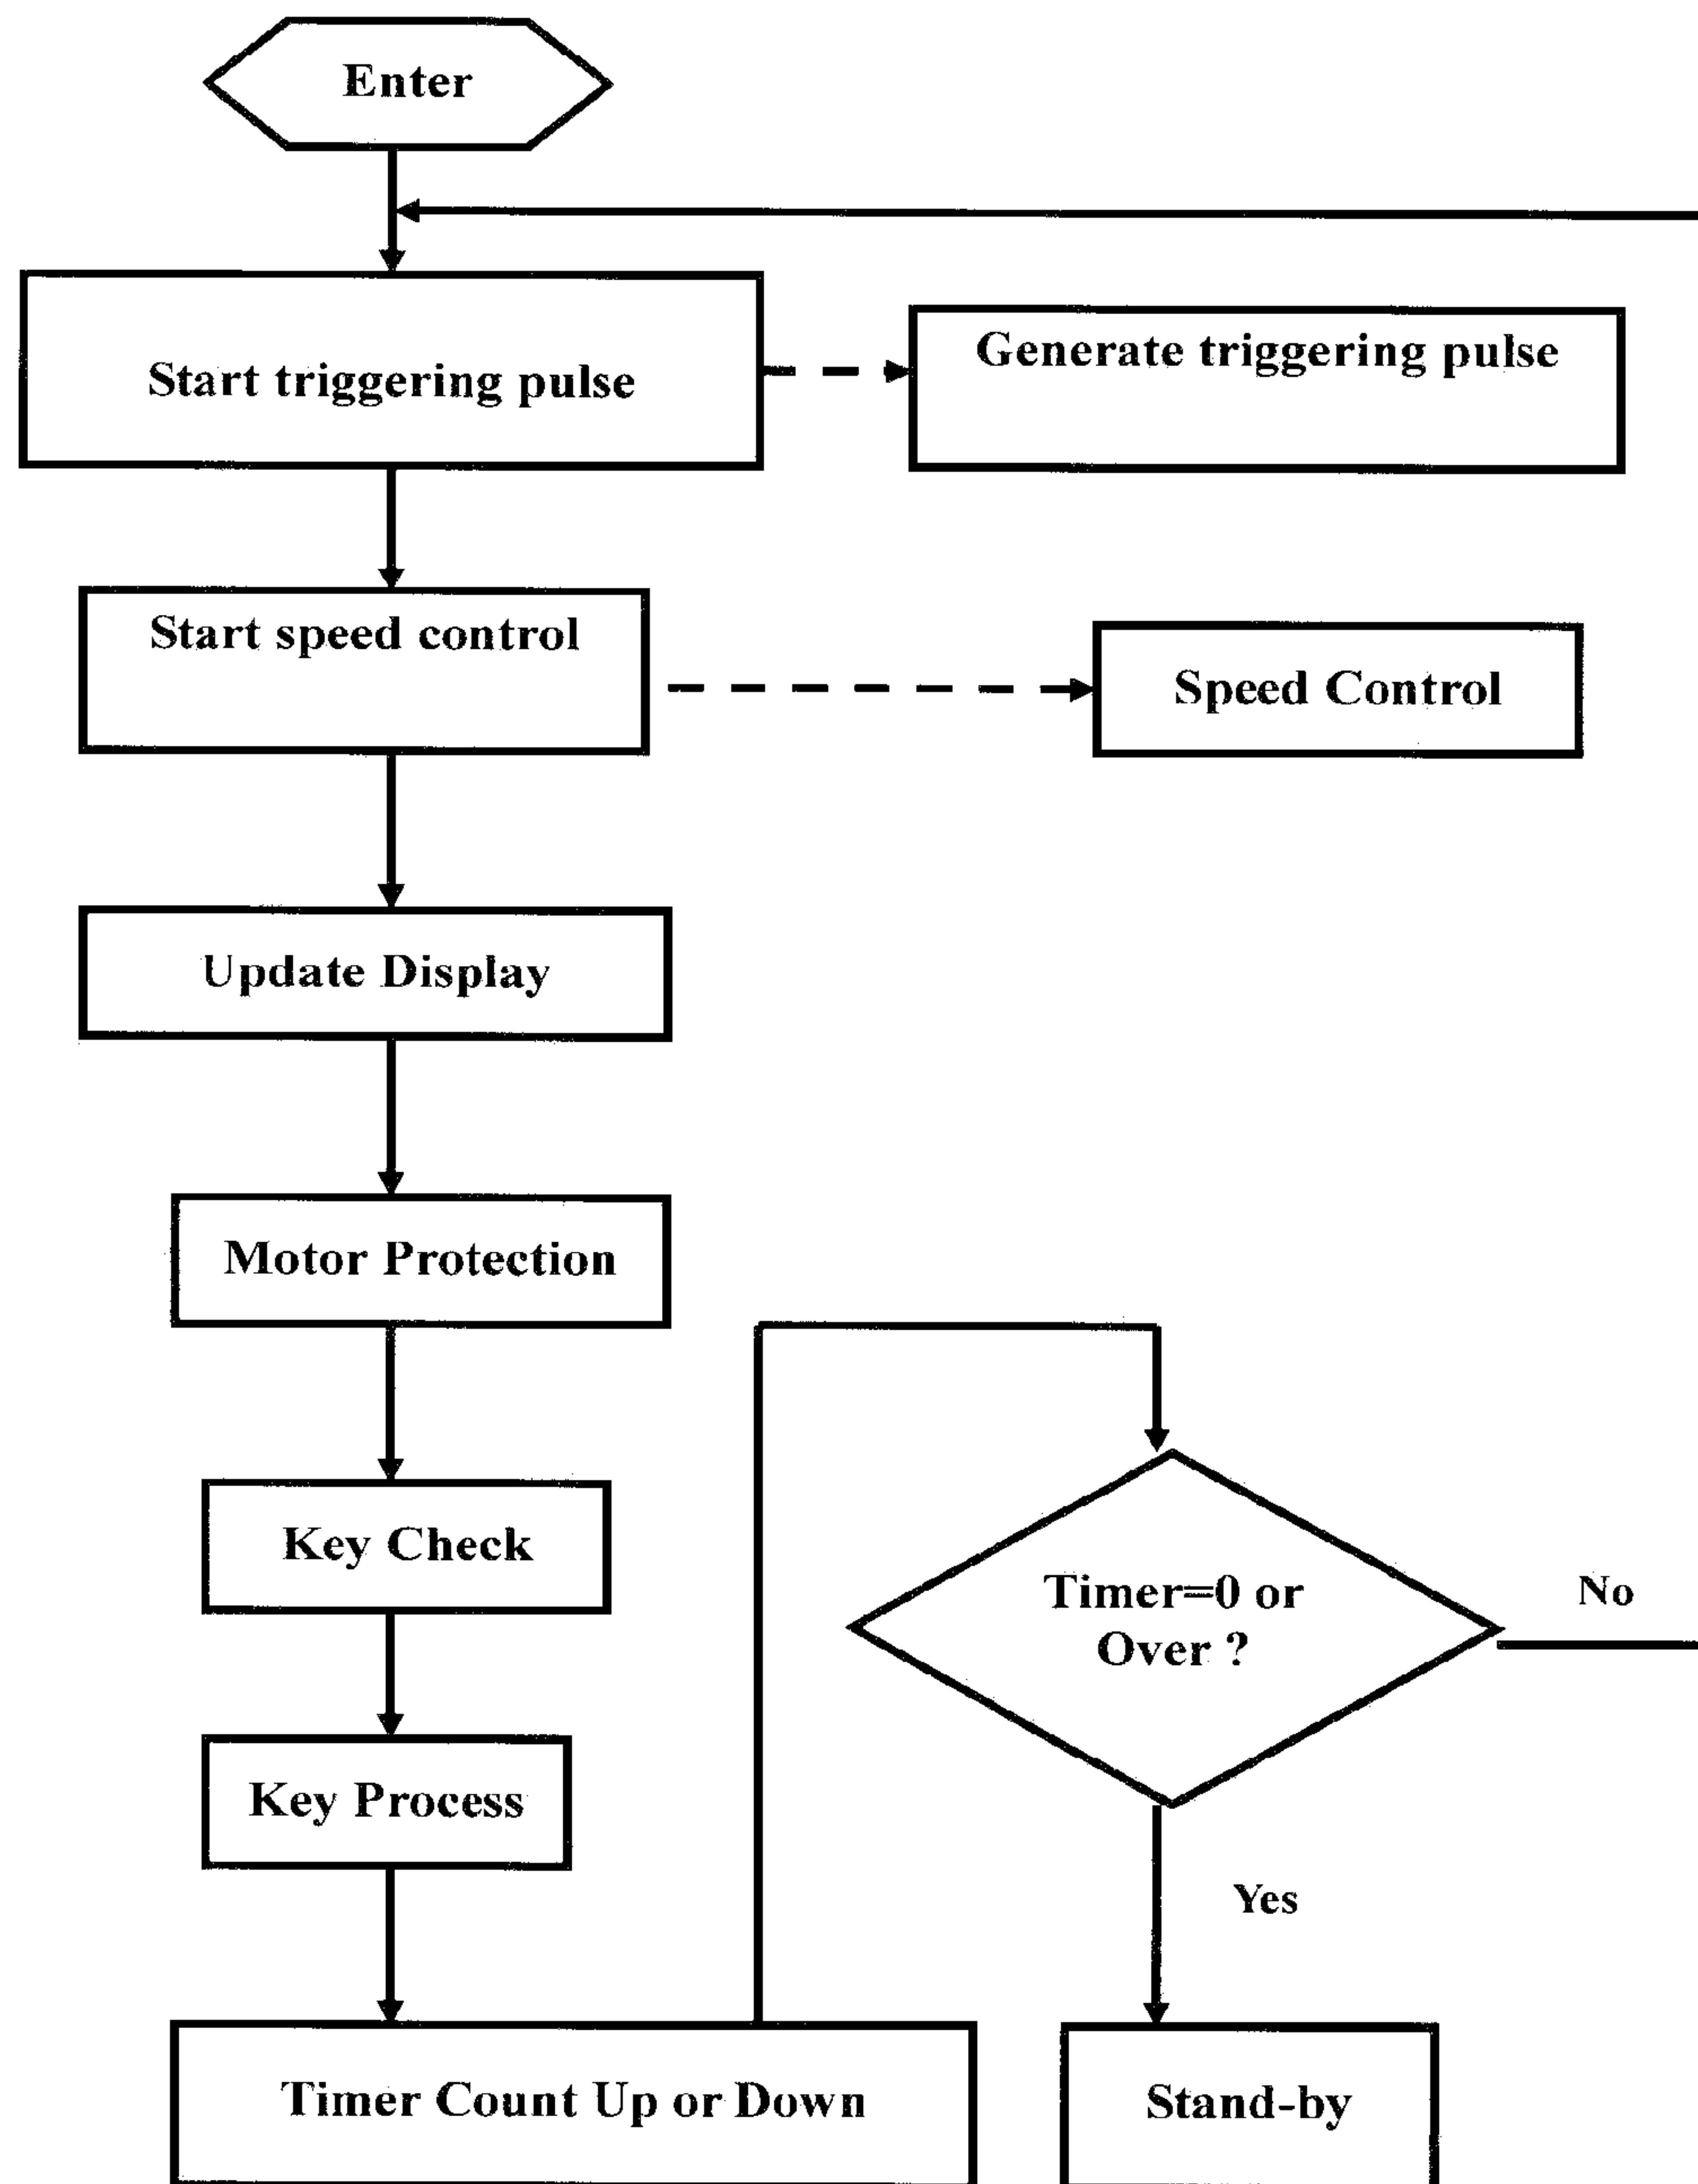 Enter
Start triggering pulse
Generate triggering pulse
Start speed control
Speed Control
Update Display
Motor Protection
Key Check
Timer=0 or
Over ?
No
Key Process
Yes
Timer Count Up or Down
Stand-by